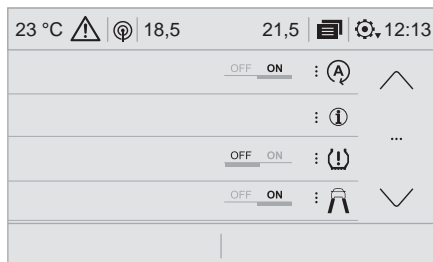 23 °C 18,5 21,5 12:13
OFF ON : A
: i
OFF ON : (!)
...
OFF ON :